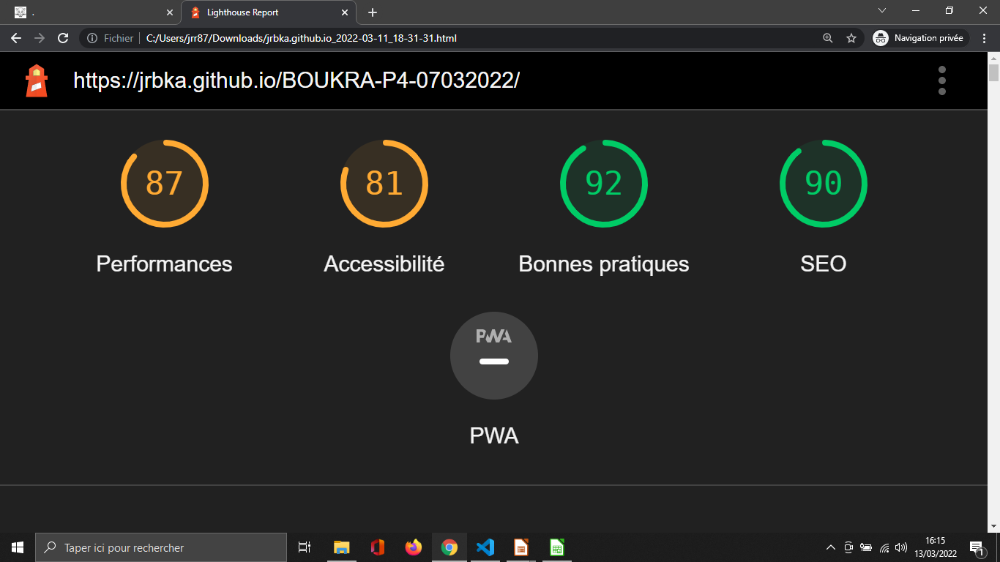 .
Lighthouse Report
Fichier C:/Users/jrr87/Downloads/jrbka.github.io_2022-03-11_18-31-31.html
Navigation privée
https://jrbka.github.io/BOUKRA-P4-07032022/
87 81 92 90
Performances Accessibilité Bonnes pratiques SEO
PWA
PWA
Taper ici pour rechercher
16:15
13/03/2022
1